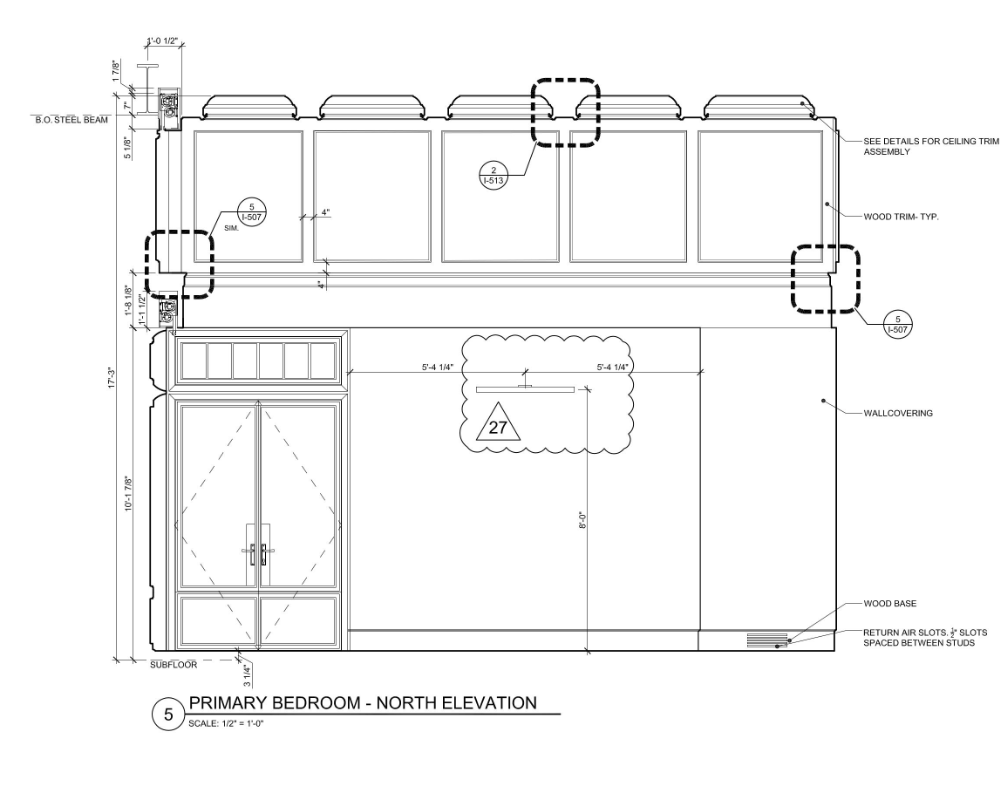 1'-0 1/2"
1 7/8"
7"
B.O. STEEL BEAM
5 1/8"
SEE DETAILS FOR CEILING TRIM
ASSEMBLY
2
I-513
5
I-507
SIM.
4"
WOOD TRIM- TYP.
4"
1'-8 1/8"
1'-1 1/2"
5
I-507
17'-3"
5'-4 1/4"
5'-4 1/4"
27
WALLCOVERING
10'-1 7/8"
6'-0"
WOOD BASE
RETURN AIR SLOTS. ½" SLOTS
SPACED BETWEEN STUDS
SUBFLOOR
3 1/4"
5
PRIMARY BEDROOM - NORTH ELEVATION
SCALE: 1/2" = 1'-0"